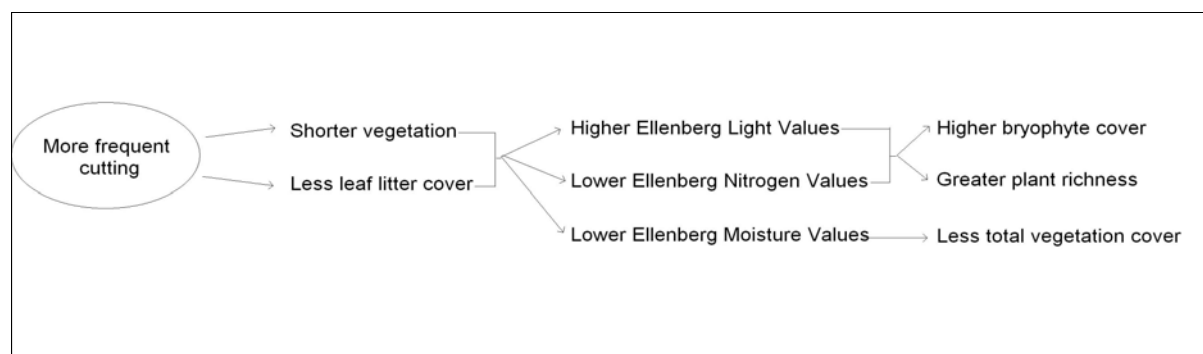 More frequent
cutting
Shorter vegetation
Less leaf litter cover
Higher Ellenberg Light Values
Lower Ellenberg Nitrogen Values
Lower Ellenberg Moisture Values
Higher bryophyte cover
Greater plant richness
Less total vegetation cover